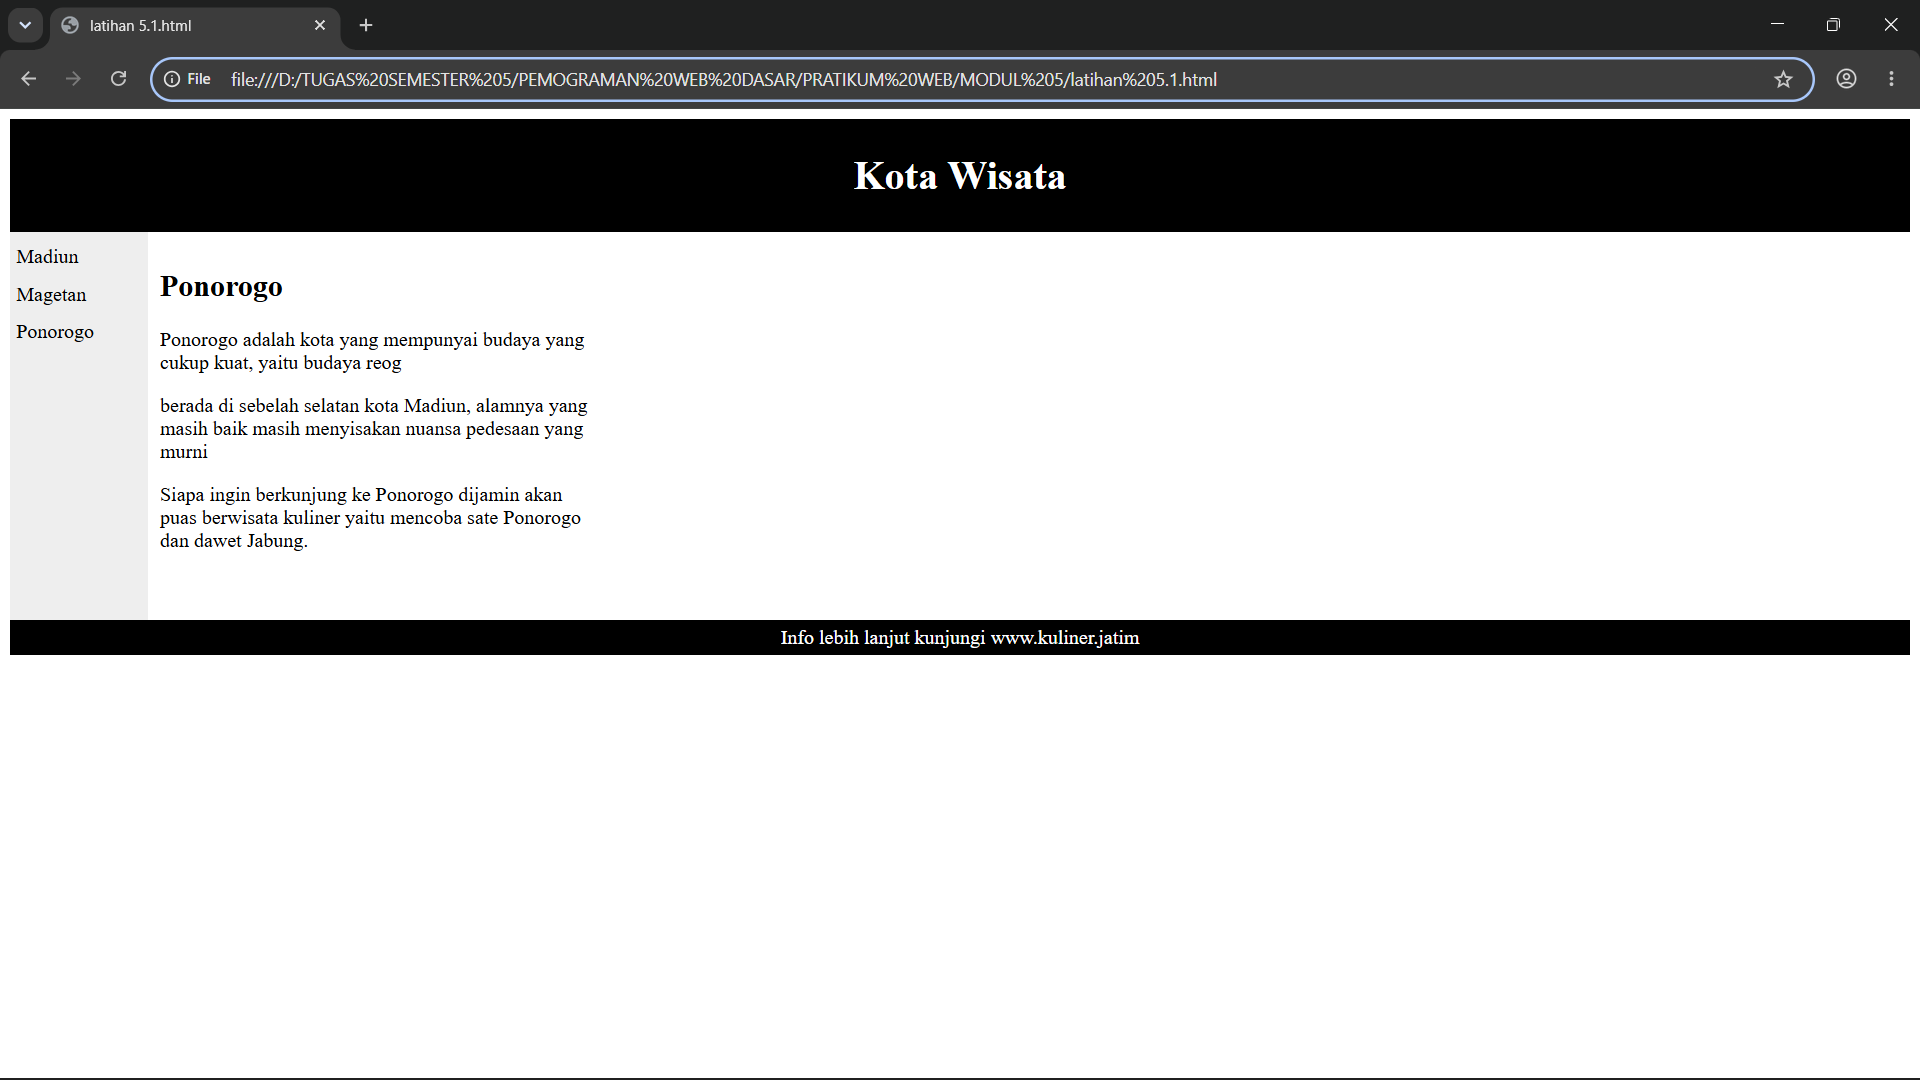 latihan 5.1.html
File file:///D:/TUGAS%20SEMESTER%205/PEMOGRAMAN%20WEB%20DASAR/PRATIKUM%20WEB/MODUL%205/latihan%205.1.html
Kota Wisata
Madiun
Magetan
Ponorogo
Ponorogo
Ponorogo adalah kota yang mempunyai budaya yang
cukup kuat, yaitu budaya reog
berada di sebelah selatan kota Madiun, alamnya yang
masih baik masih menyisakan nuansa pedesaan yang
murni
Siapa ingin berkunjung ke Ponorogo dijamin akan
puas berwisata kuliner yaitu mencoba sate Ponorogo
dan dawet Jabung.
Info lebih lanjut kunjungi www.kuliner.jatim